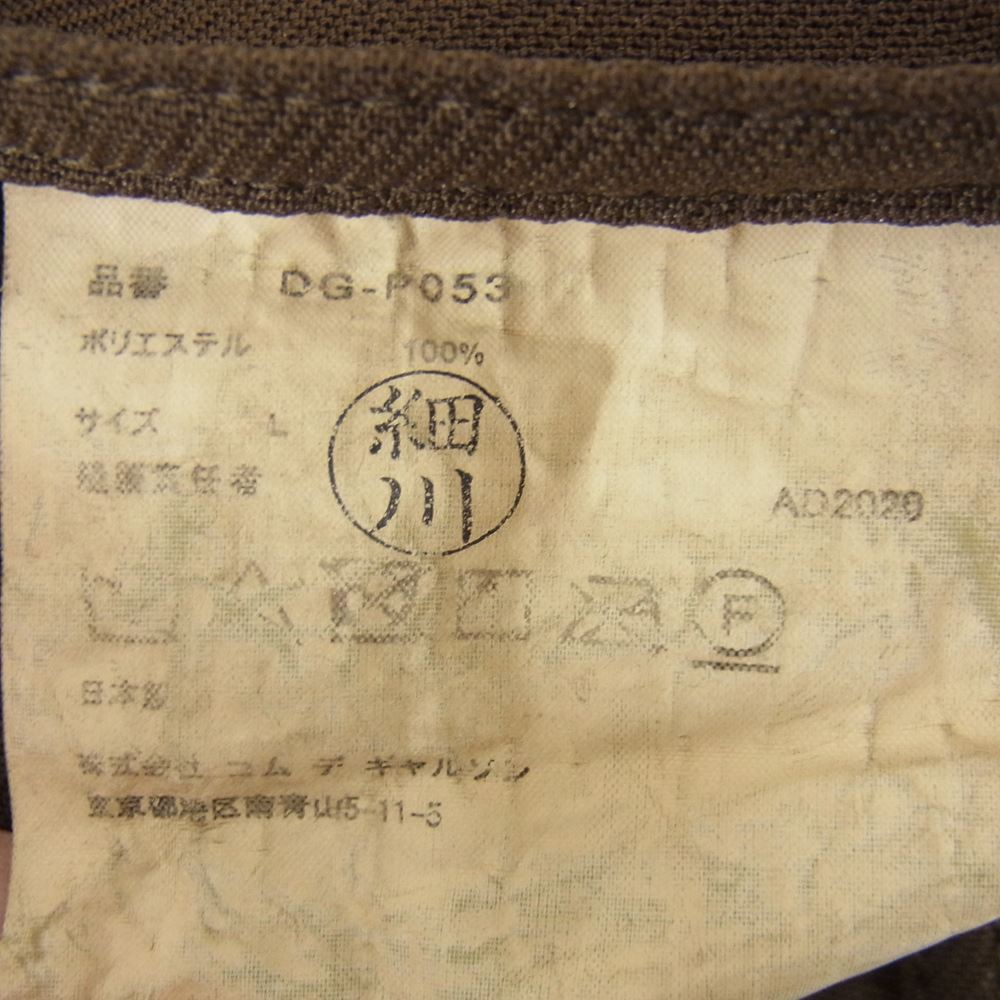 品番 DG-P053
ポリエステル 100%
サイズ L
縫製責任者 細川
AD2020
F
日本製
株式会社 コム デ ギャルソン
東京都港区南青山5-11-5